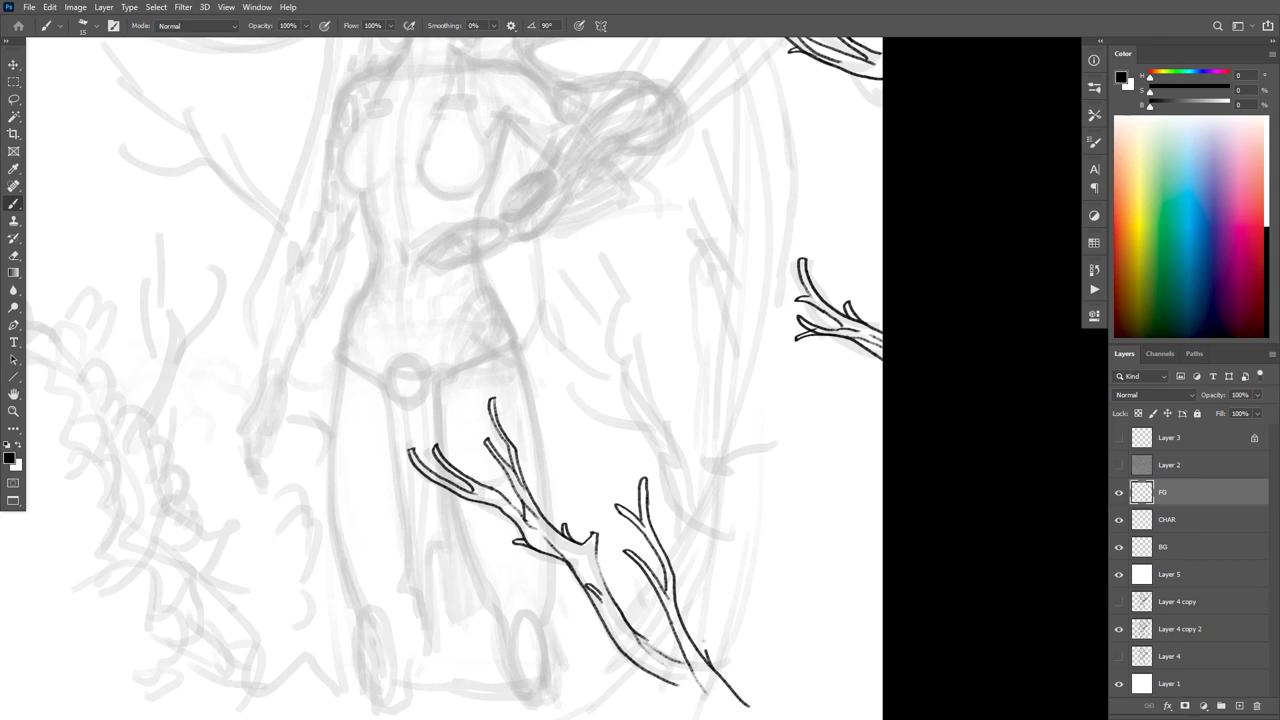 Ps File Edit Image Layer Type Select Filter 3D View Window Help
15 Mode: Normal Opacity: 100% Flow: 100% Smoothing: 0% 90°
Color
H 0 °
S 0 %
B 0 %
Layers Channels Paths
Kind
Normal Opacity: 100%
Lock: Fill: 100%
Layer 3
Layer 2
FG
CHAR
BG
Layer 5
Layer 4 copy
Layer 4 copy 2
Layer 4
Layer 1